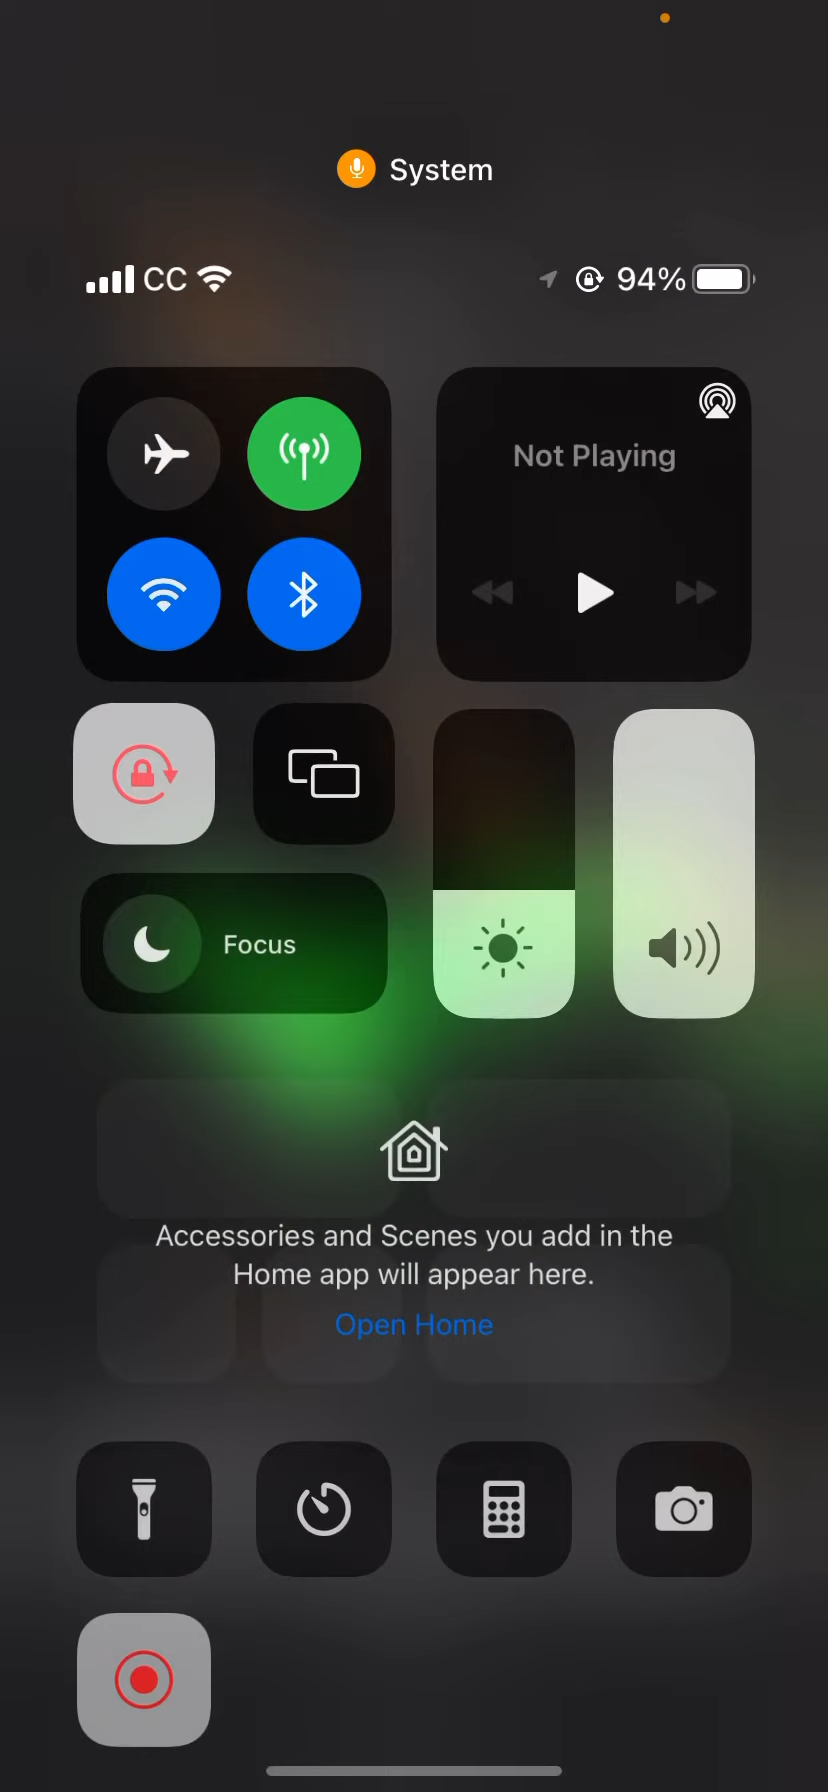 System
CC
94%
Not Playing
Focus
Accessories and Scenes you add in the
Home app will appear here.
Open Home